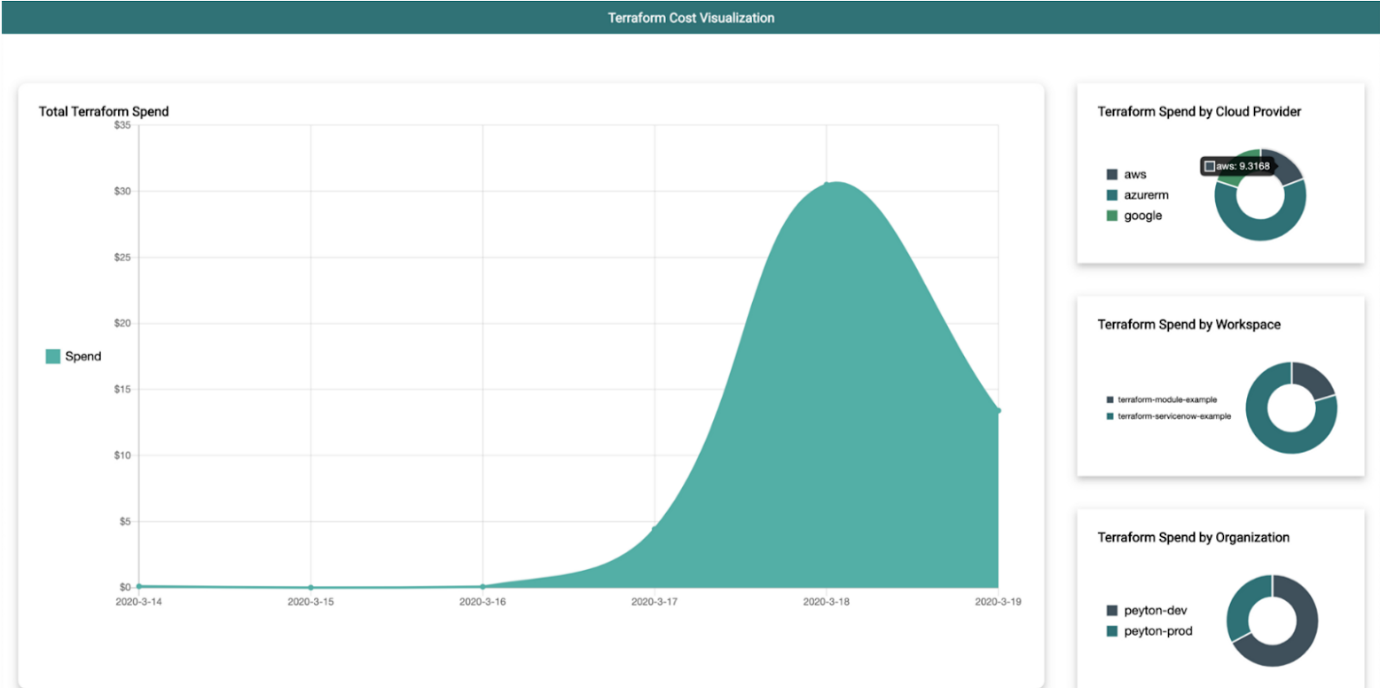 Terraform Cost Visualization
Total Terraform Spend
$35
$30
$25
$20
$15
$10
$5
$0
Spend
2020-3-14 2020-3-15 2020-3-16 2020-3-17 2020-3-18 2020-3-19
Terraform Spend by Cloud Provider
aws: 9.3168
aws
azurerm
google
Terraform Spend by Workspace
terraform-module-example
terraform-servicenow-example
Terraform Spend by Organization
peyton-dev
peyton-prod